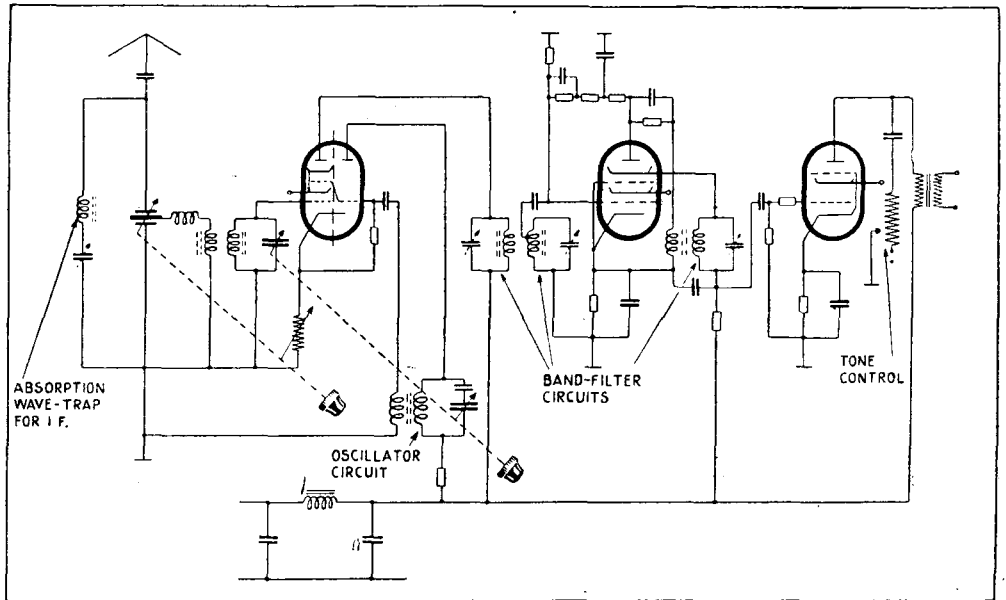 ABSORPTION
WAVE-TRAP
FOR I F.
OSCILLATOR
CIRCUIT
BAND-FILTER
CIRCUITS
TONE
CONTROL